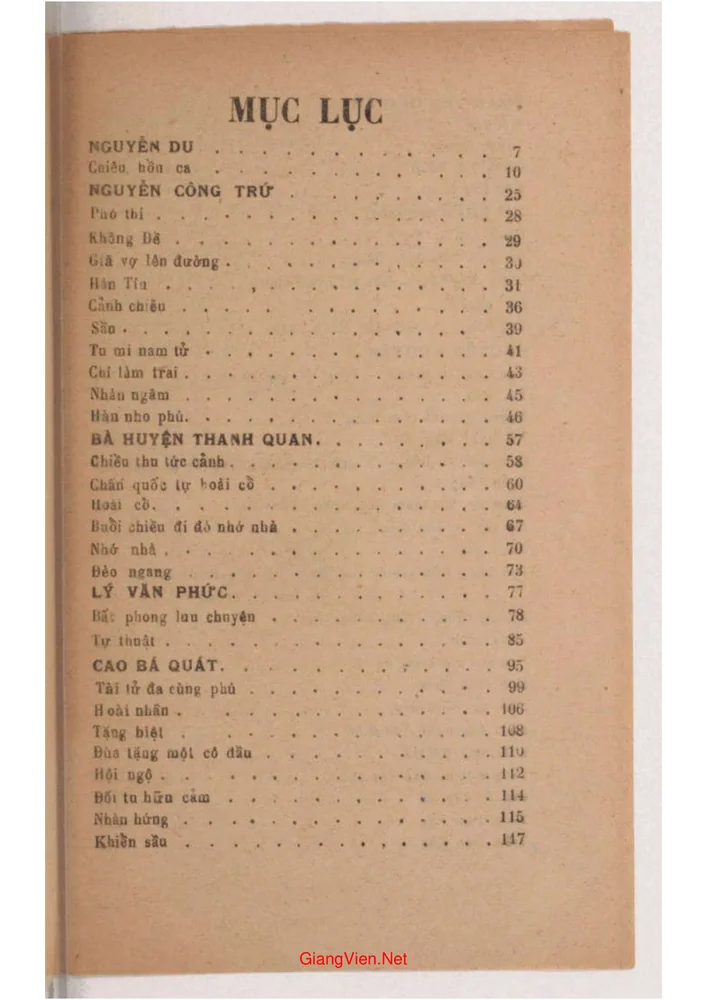 MỤC LỤC
NGUYỄN DU . . . . . . . . . . . . 7
Chiêu hồn ca . . . . . . . . . . . . 10
NGUYỄN CÔNG TRỨ . . . . . . . . . 25
Phó thi . . . . . . . . . . . . . . . 28
Không Đề . . . . . . . . . . . . . . 29
Giã vợ lên đường . . . . . . . . . . . . 30
Hàn Tín . . . . . . . . . . . . . . 31
Cảnh chiều . . . . . . . . . . . . . 36
Sầu . . . . . . . . . . . . . . . . 39
Tu mi nam tử . . . . . . . . . . . . . 41
Chí làm trai . . . . . . . . . . . . . . 43
Nhàn ngâm . . . . . . . . . . . . . 45
Hàn nho phú. . . . . . . . . . . . . . 46
BÀ HUYỆN THANH QUAN. . . . . . . . 57
Chiều thu tức cảnh . . . . . . . . . . . . 58
Chấn quốc tự hoài cổ . . . . . . . . . . 60
Hoài cổ. . . . . . . . . . . . . . . 64
Buổi chiều đi đò nhớ nhà . . . . . . . . . 67
Nhớ nhà . . . . . . . . . . . . . . . 70
Đèo ngang . . . . . . . . . . . . . . 73
LÝ VĂN PHỨC. . . . . . . . . . . . 77
Bất phong lưu chuyện . . . . . . . . . . 78
Tự thuật . . . . . . . . . . . . . . . 85
CAO BÁ QUÁT. . . . . . . . . . . . 95
Tài tử đa cùng phú . . . . . . . . . . . 99
Hoài nhân . . . . . . . . . . . . . . 106
Tặng biệt . . . . . . . . . . . . . . 108
Đùa tặng một cô đầu . . . . . . . . . . 110
Hội ngộ . . . . . . . . . . . . . . . 112
Đối tu hữu cảm . . . . . . . . . . . . 114
Nhàn hứng . . . . . . . . . . . . . . 115
Khiển sầu . . . . . . . . . . . . . . 117
GiangVien.Net